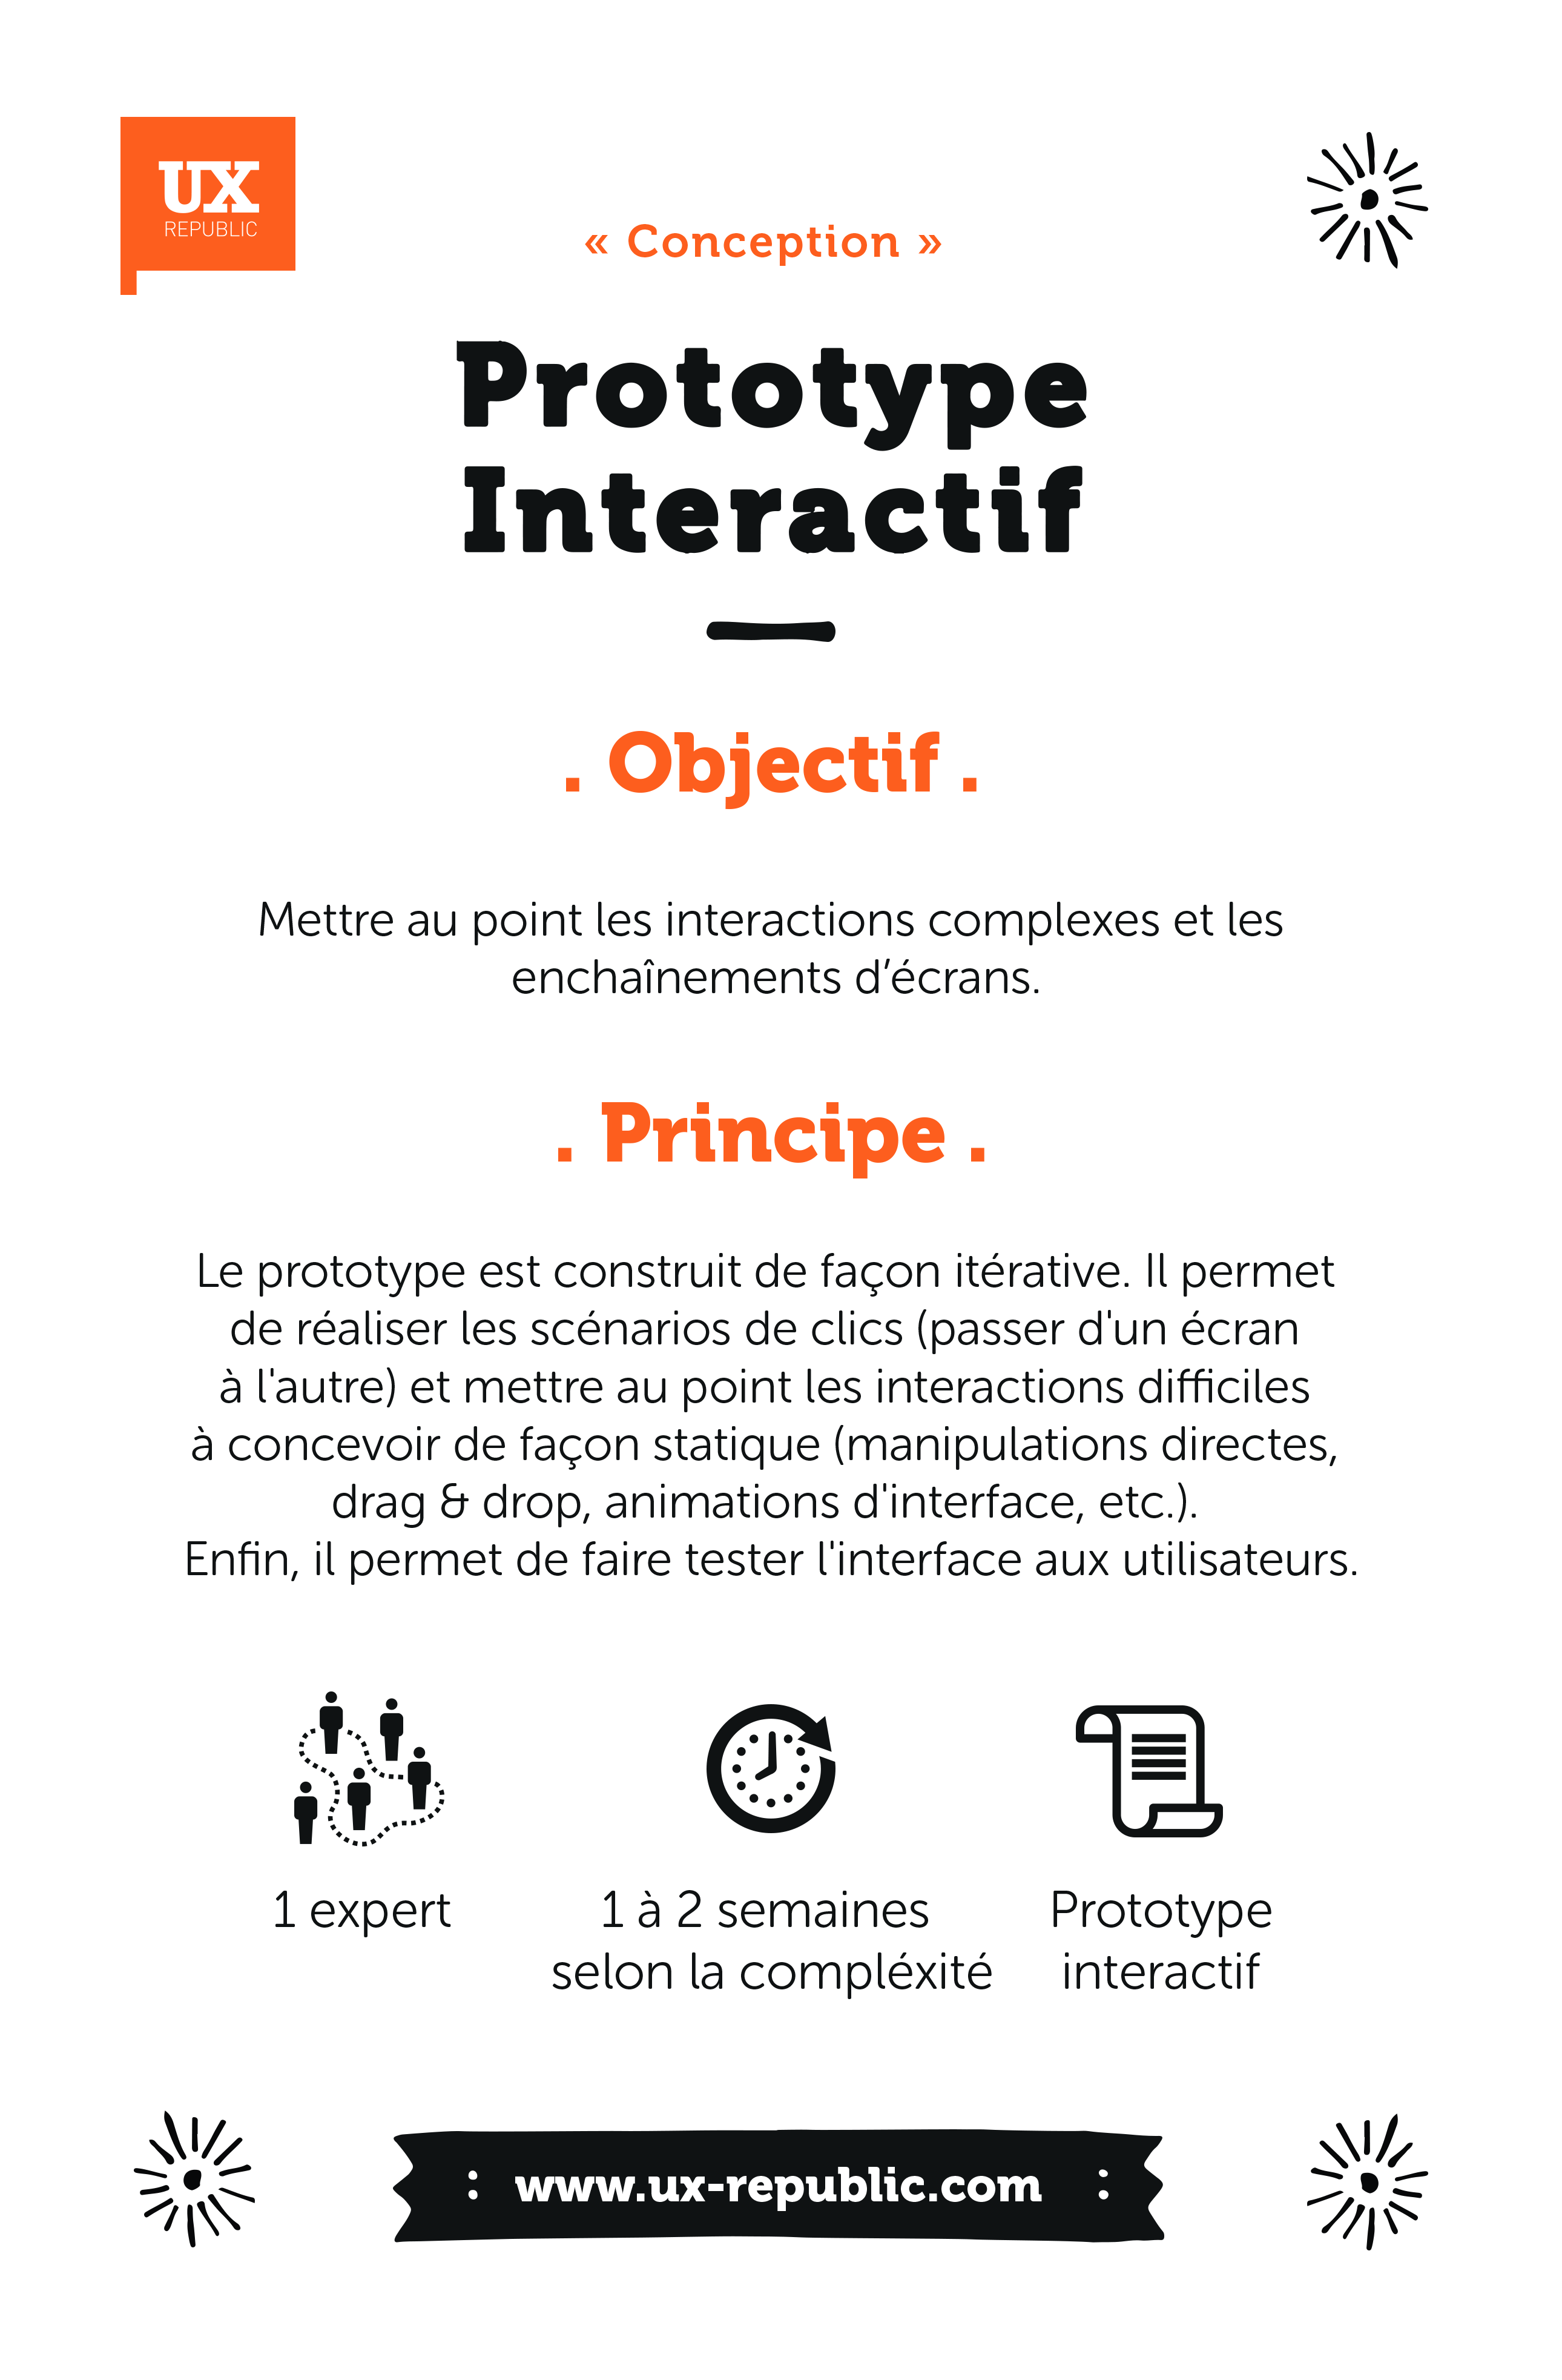 UX
REPUBLIC
« Conception »
Prototype
Interactif
. Objectif .
Mettre au point les interactions complexes et les
enchaînements d’écrans.
. Principe .
Le prototype est construit de façon itérative. Il permet
de réaliser les scénarios de clics (passer d'un écran
à l'autre) et mettre au point les interactions difficiles
à concevoir de façon statique (manipulations directes,
drag & drop, animations d'interface, etc.).
Enfin, il permet de faire tester l'interface aux utilisateurs.
1 expert
1 à 2 semaines
selon la compléxité
Prototype
interactif
: www.ux-republic.com :